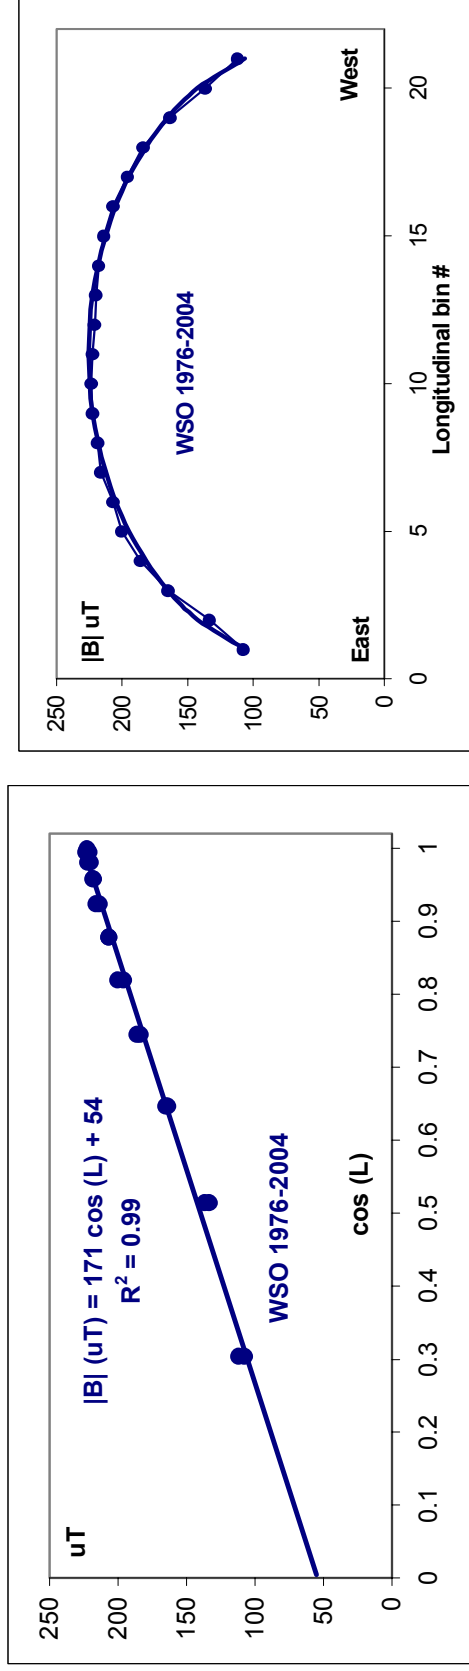 uT
|B| (uT) = 171 cos (L) + 54
R² = 0.99
WSO 1976-2004
250
200
150
100
50
0
0 0.1 0.2 0.3 0.4 0.5 0.6 0.7 0.8 0.9 1
cos (L)
|B| uT
WSO 1976-2004
East West
250
200
150
100
50
0
0 5 10 15 20
Longitudinal bin #